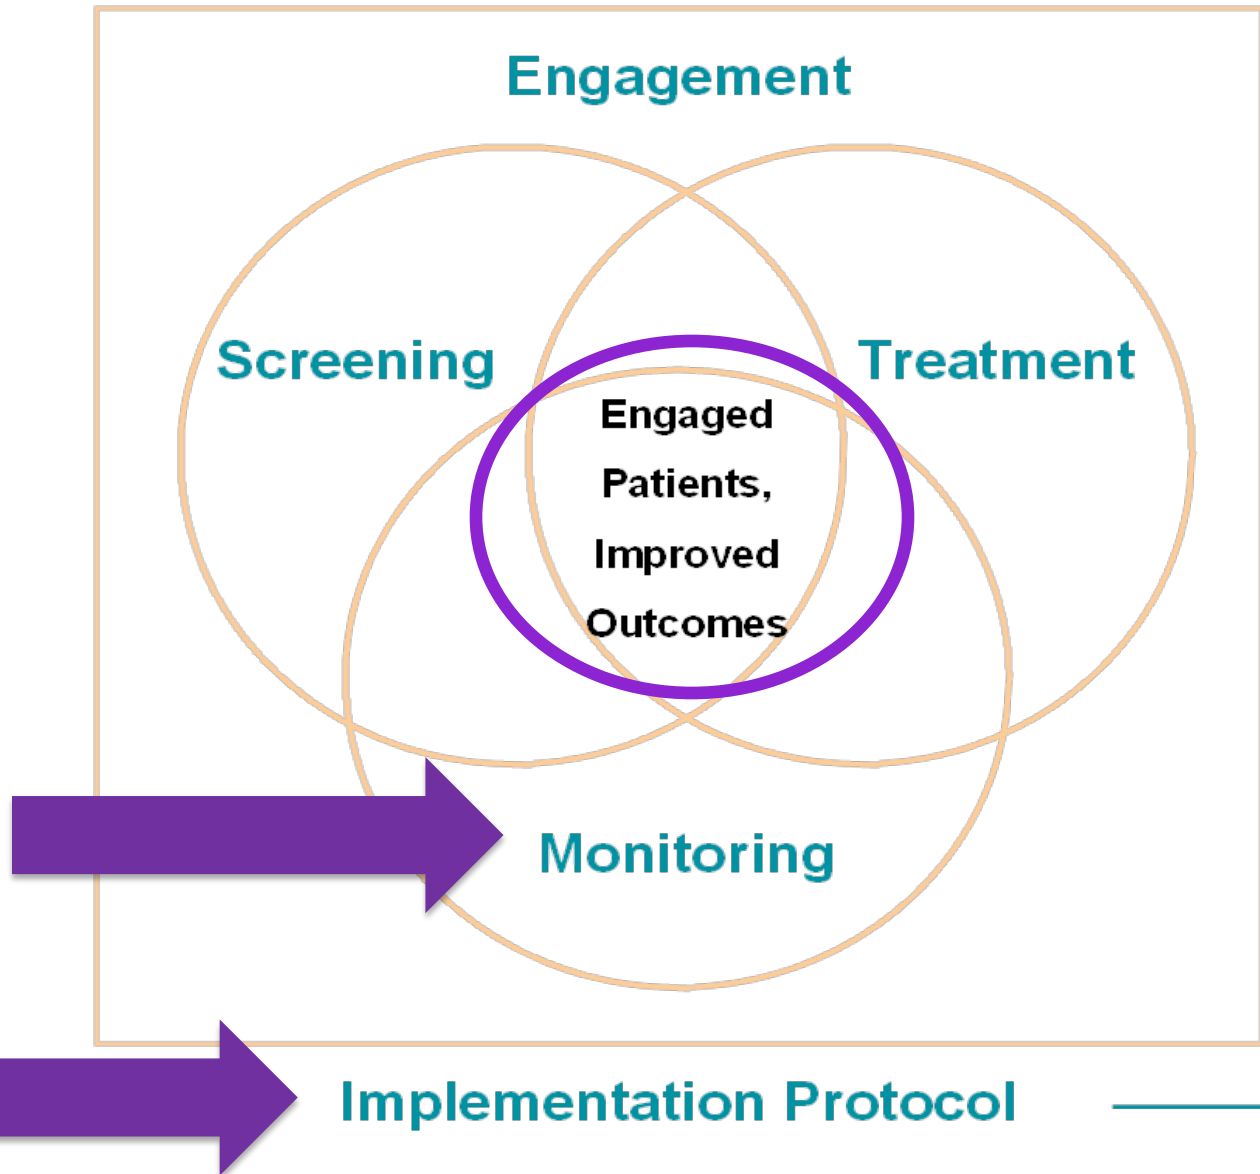 Engagement
Screening
Treatment
Engaged
Patients,
Improved
Outcomes
Monitoring
Implementation Protocol